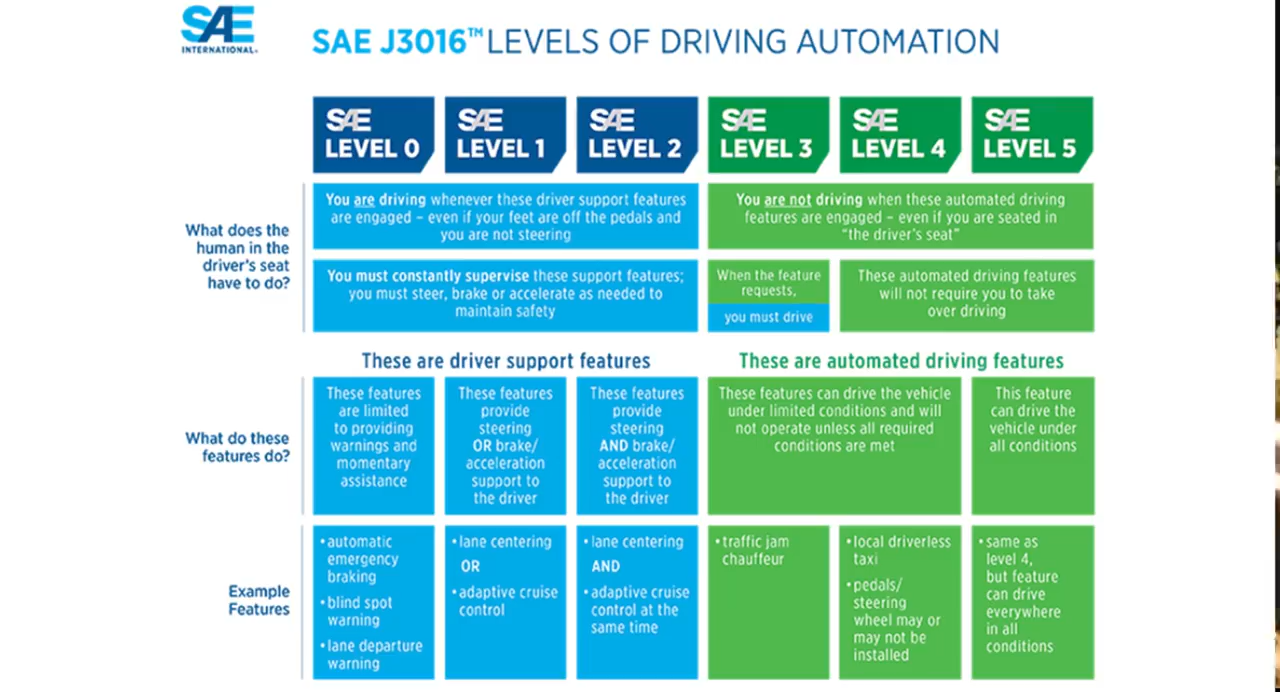 SAE
INTERNATIONAL®
SAE J3016™ LEVELS OF DRIVING AUTOMATION
SAE
LEVEL 0
SAE
LEVEL 1
SAE
LEVEL 2
SAE
LEVEL 3
SAE
LEVEL 4
SAE
LEVEL 5
What does the
human in the
driver's seat
have to do?
You are driving whenever these driver support features
are engaged – even if your feet are off the pedals and
you are not steering
You are not driving when these automated driving
features are engaged – even if you are seated in
“the driver's seat”
You must constantly supervise these support features;
you must steer, brake or accelerate as needed to
maintain safety
When the feature
requests,
you must drive
These automated driving features
will not require you to take
over driving
These are driver support features
These are automated driving features
What do these
features do?
These features
are limited
to providing
warnings and
momentary
assistance
These features
provide
steering
OR brake/
acceleration
support to
the driver
These features
provide
steering
AND brake/
acceleration
support to
the driver
These features can drive the vehicle
under limited conditions and will
not operate unless all required
conditions are met
This feature
can drive the
vehicle under
all conditions
Example
Features
•automatic
emergency
braking
•blind spot
warning
•lane departure
warning
•lane centering
OR
•adaptive cruise
control
•lane centering
AND
•adaptive cruise
control at the
same time
•traffic jam
chauffeur
•local driverless
taxi
•pedals/
steering
wheel may or
may not be
installed
•same as
level 4,
but feature
can drive
everywhere
in all
conditions